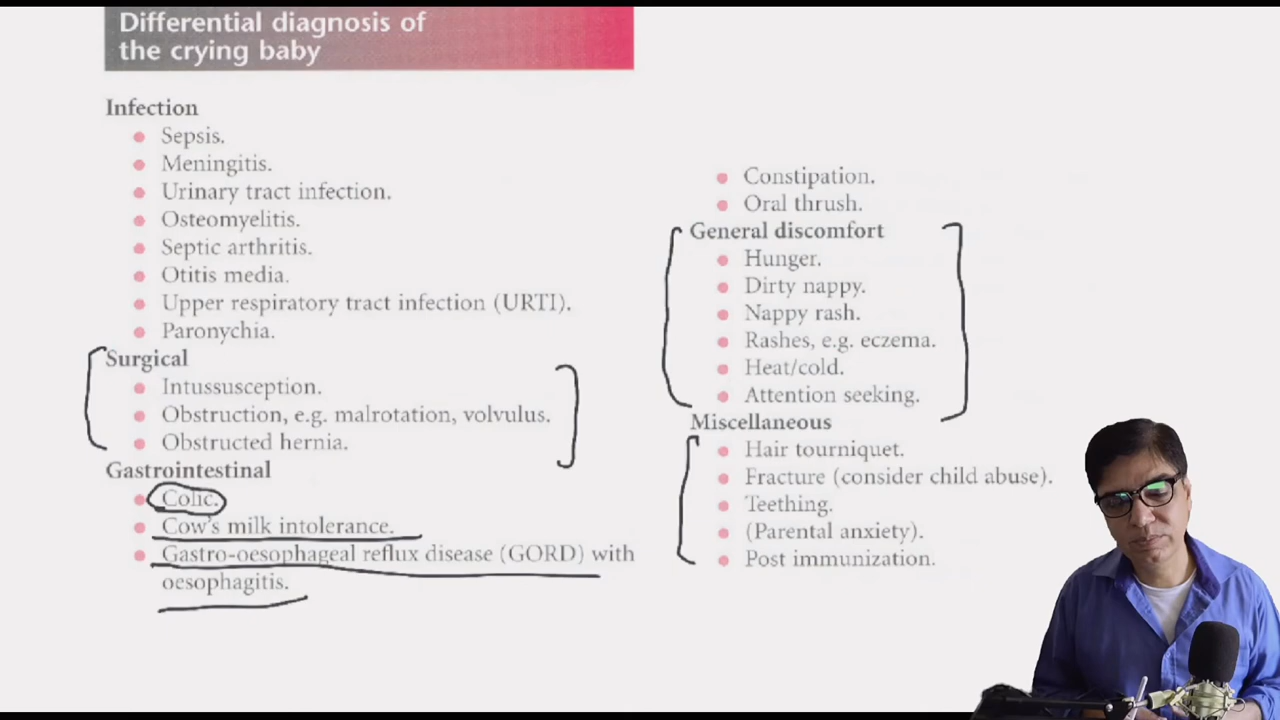 Differential diagnosis of
the crying baby
Infection
Sepsis.
Meningitis.
Urinary tract infection.
Osteomyelitis.
Septic arthritis.
Otitis media.
Upper respiratory tract infection (URTI).
Paronychia.
Surgical
Intussusception.
Obstruction, e.g. malrotation, volvulus.
Obstructed hernia.
Gastrointestinal
Colic.
Cow's milk intolerance.
Gastro-oesophageal reflux disease (GORD) with
oesophagitis.
Constipation.
Oral thrush.
General discomfort
Hunger.
Dirty nappy.
Nappy rash.
Rashes, e.g. eczema.
Heat/cold.
Attention seeking.
Miscellaneous
Hair tourniquet.
Fracture (consider child abuse).
Teething.
(Parental anxiety).
Post immunization.